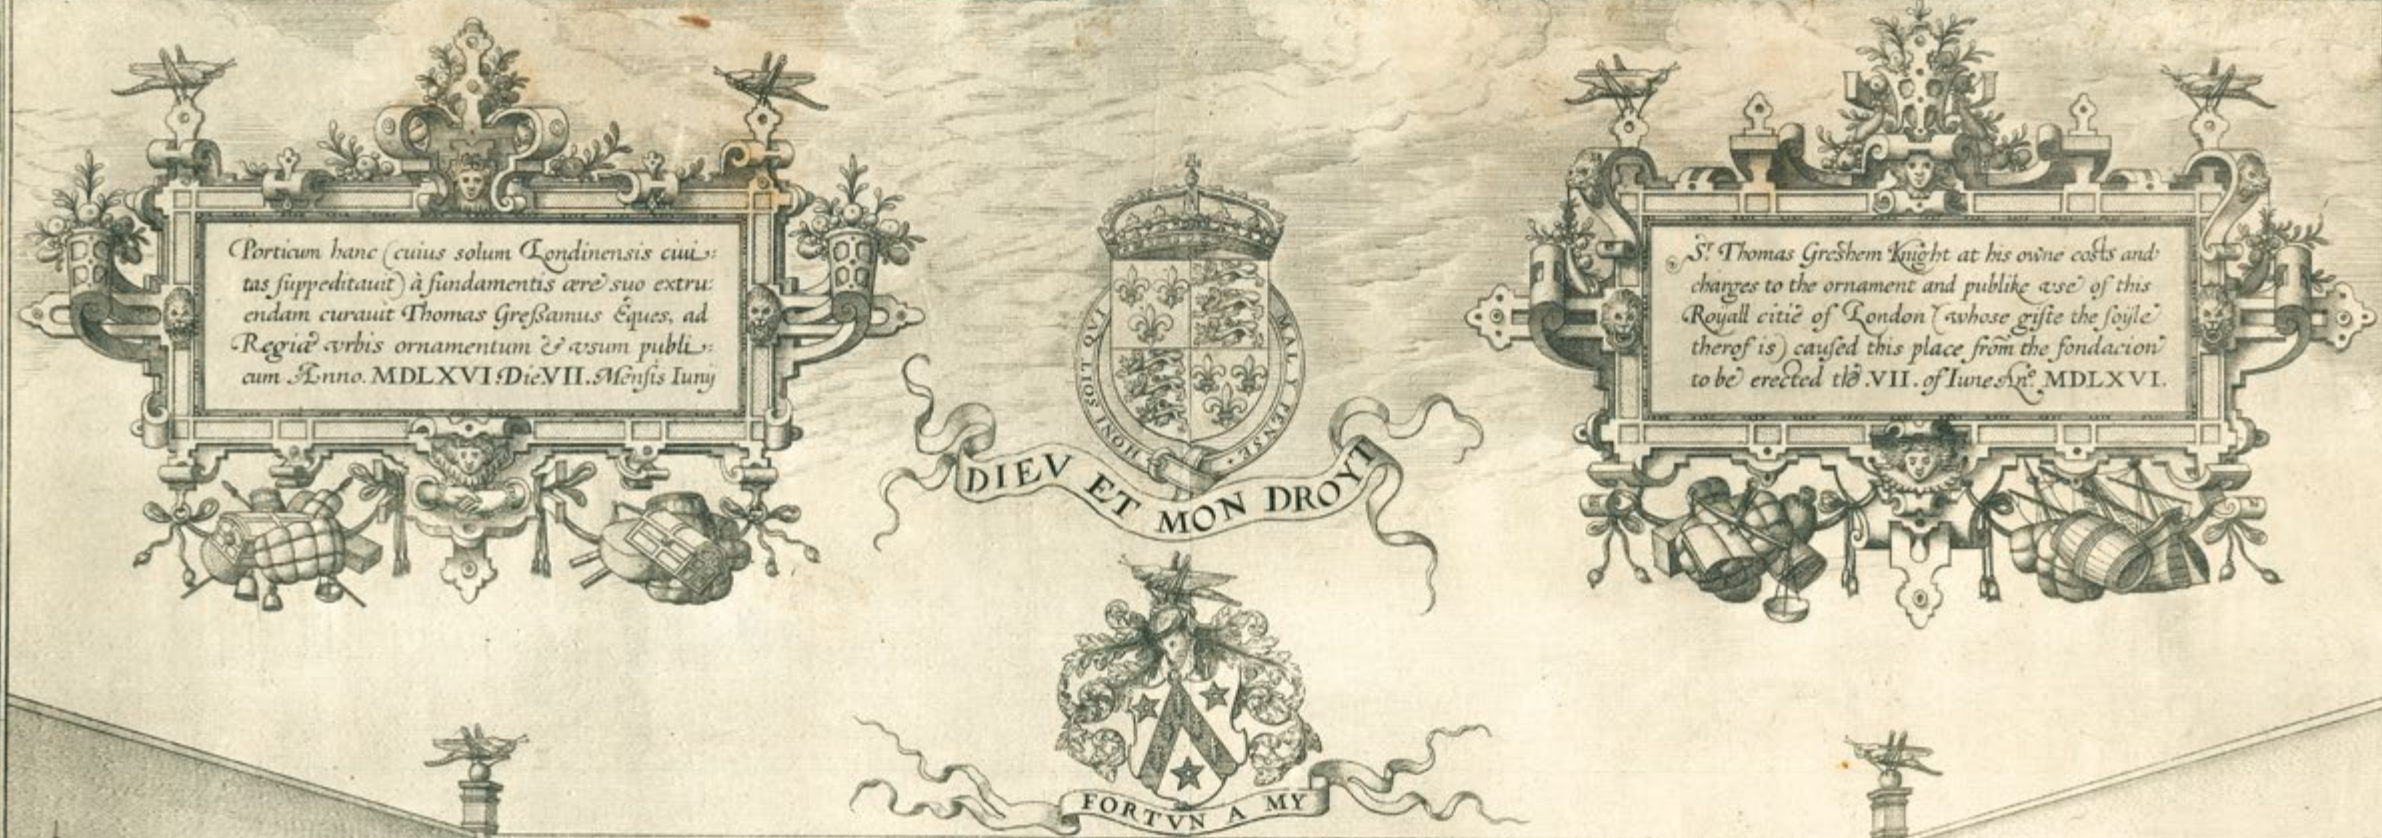 Porticum hanc (cuius solum Londinensis ciui:
tas suppeditauit) à fundamentis ære suo extru:
endam curauit Thomas Greßamus Eques, ad
Regiæ vrbis ornamentum & vsum publi:
cum Anno. MDLXVI. Die VII. Mensis Iunij
HONI SOIT QVI MAL Y PENSE.
DIEV ET MON DROYT
FORTVN A MY
Sr. Thomas Greshem Knight at his owne costs and
charges to the ornament and publike vse of this
Royall citie of London (whose gifte the soyle
therof is) caused this place from the fondacion
to be erected the .VII. of Iune Ano. MDLXVI.